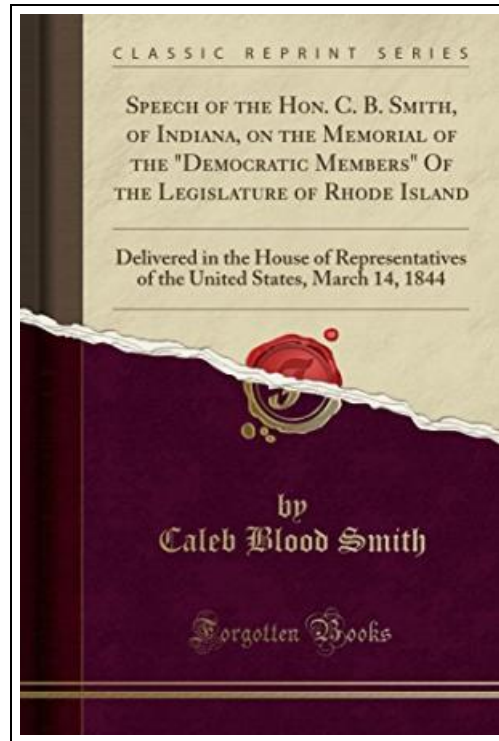 CLASSIC REPRINT SERIES
SPEECH OF THE HON. C. B. SMITH,
OF INDIANA, ON THE MEMORIAL OF
THE "DEMOCRATIC MEMBERS" OF
THE LEGISLATURE OF RHODE ISLAND
Delivered in the House of Representatives
of the United States, March 14, 1844
by
Caleb Blood Smith
Forgotten Books